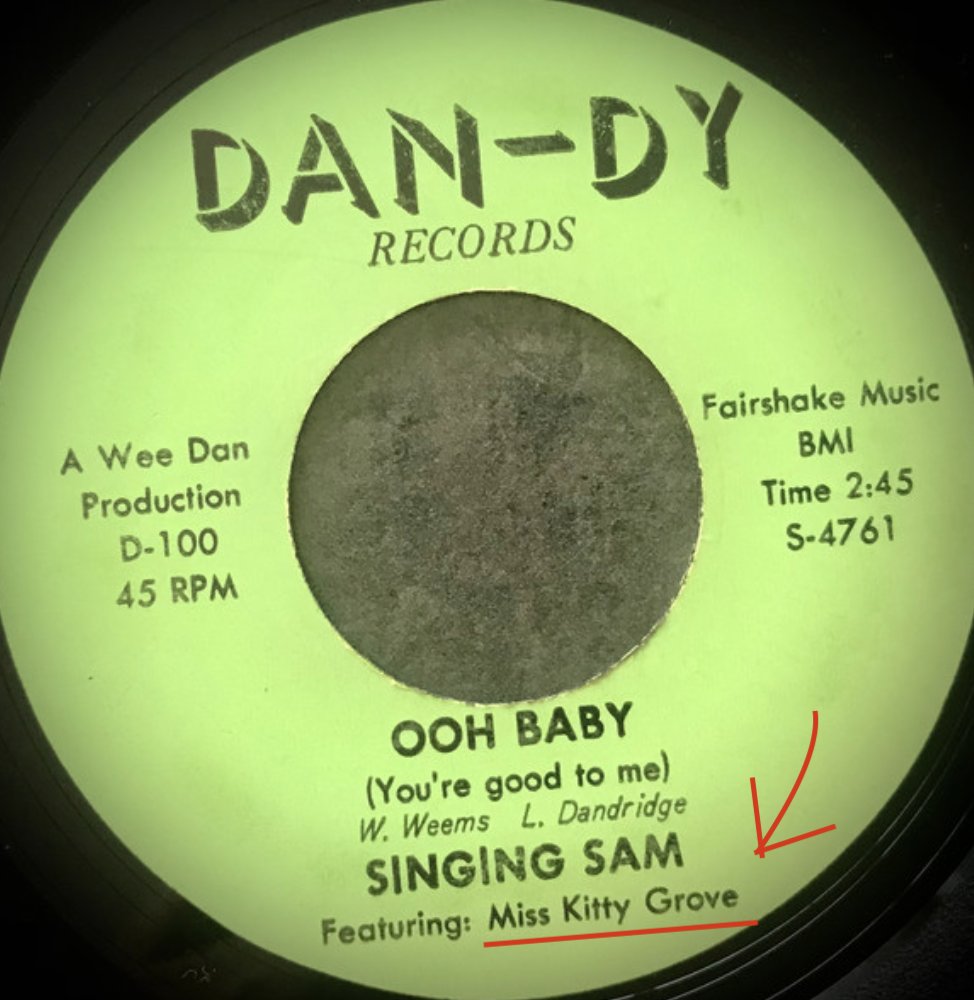 DAN-DY
RECORDS
A Wee Dan
Production
D-100
45 RPM
Fairshake Music
BMI
Time 2:45
S-4761
OOH BABY
(You're good to me)
W. Weems L. Dandridge
SINGING SAM
Featuring: Miss Kitty Grove